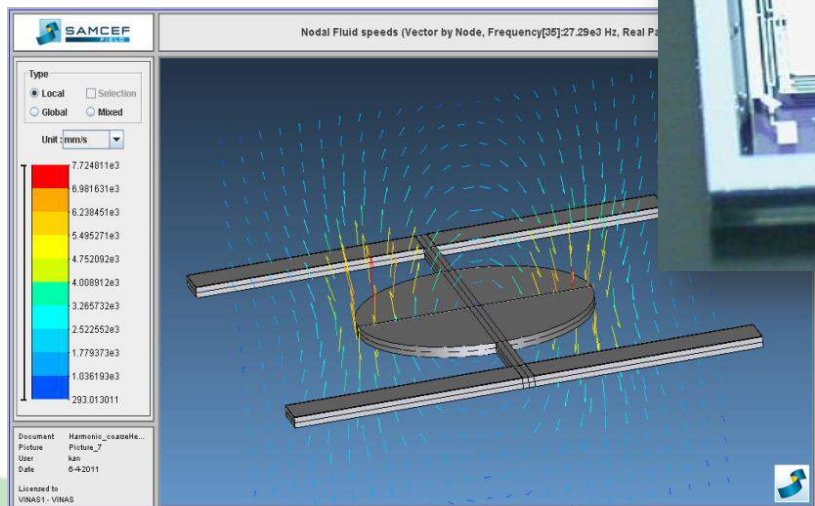 SAMCEF
FIELD
Nodal Fluid speeds (Vector by Node, Frequency[35]:27.29e3 Hz, Real Pa
Type
Local
Selection
Global
Mixed
Unit : mm/s
7.724811e3
6.981631e3
6.238451e3
5.495271e3
4.752092e3
4.008912e3
3.265732e3
2.522552e3
1.779373e3
1.036193e3
293.013011
Document Harmonic_coarseHe...
Picture Picture_7
User kan
Date 6-4-2011
Licensed to
VINAS1 - VINAS